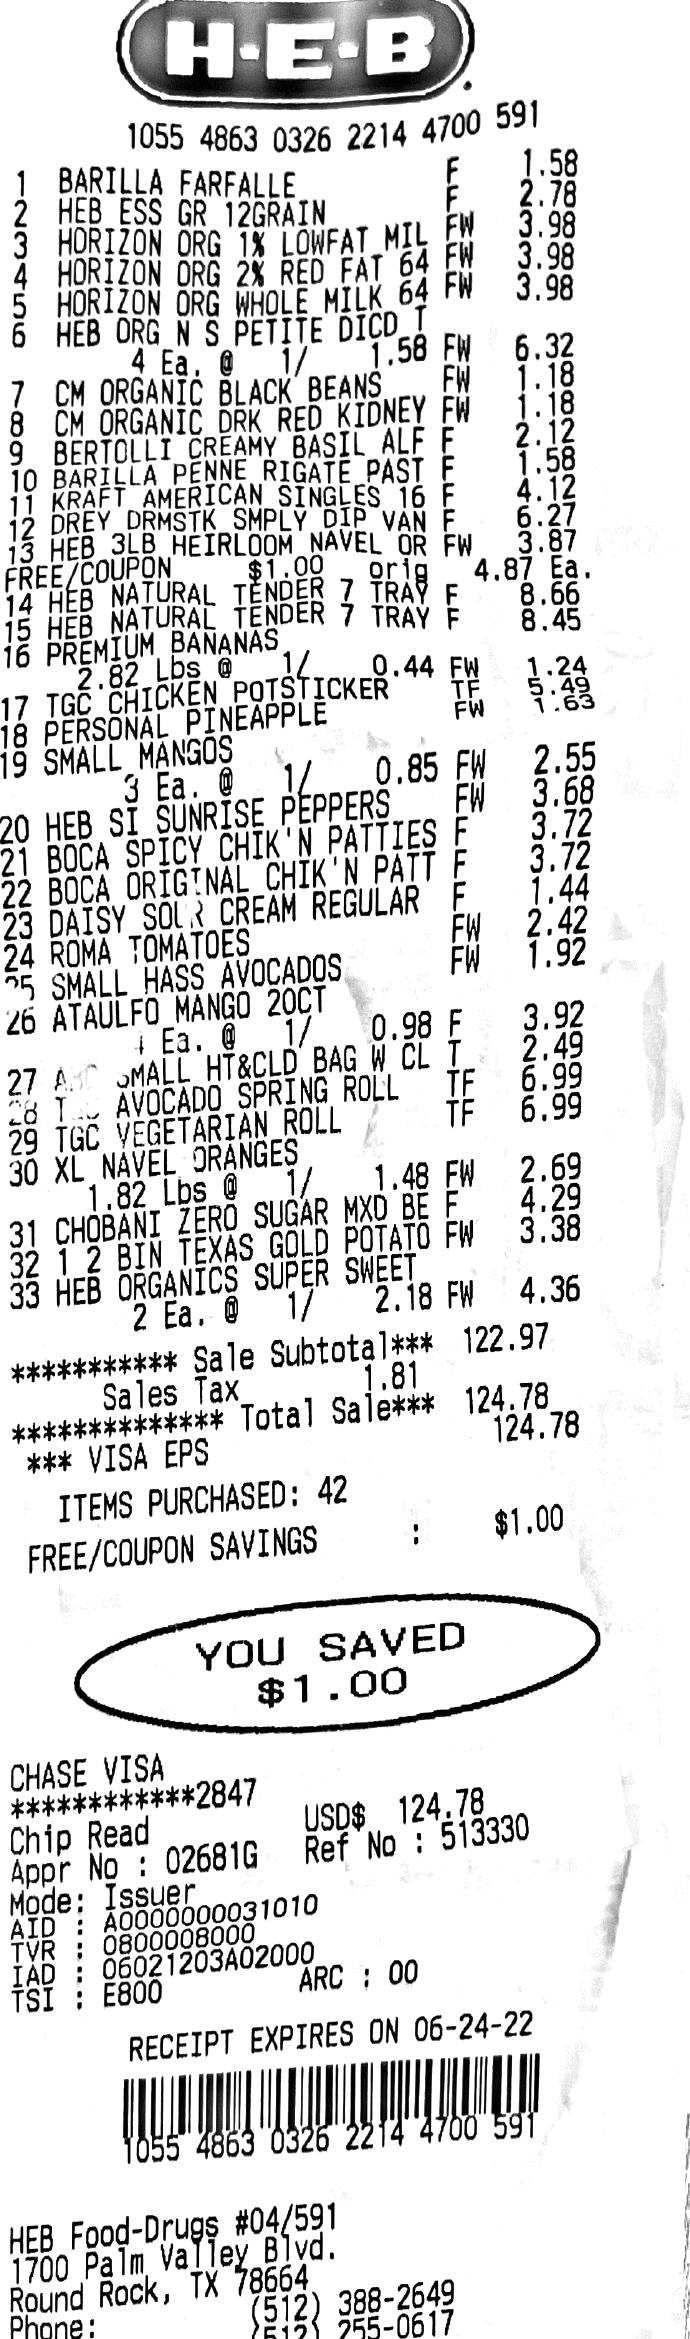 H-E-B
1055 4863 0326 2214 4700 591
1 BARILLA FARFALLE F 1.58
2 HEB ESS GR 12GRAIN F 2.78
3 HORIZON ORG 1% LOWFAT MIL FW 3.98
4 HORIZON ORG 2% RED FAT 64 FW 3.98
5 HORIZON ORG WHOLE MILK 64 FW 3.98
6 HEB ORG N S PETITE DICD T
4 Ea. @ 1/ 1.58 FW 6.32
7 CM ORGANIC BLACK BEANS FW 1.18
8 CM ORGANIC DRK RED KIDNEY FW 1.18
9 BERTOLLI CREAMY BASIL ALF F 2.12
10 BARILLA PENNE RIGATE PAST F 1.58
11 KRAFT AMERICAN SINGLES 16 F 4.12
12 DREY DRMSTK SMPLY DIP VAN F 6.27
13 HEB 3LB HEIRLOOM NAVEL OR FW 3.87
FREE/COUPON $1.00 orig 4.87 Ea.
14 HEB NATURAL TENDER 7 TRAY F 8.66
15 HEB NATURAL TENDER 7 TRAY F 8.45
16 PREMIUM BANANAS
2.82 Lbs @ 1/ 0.44 FW 1.24
17 TGC CHICKEN POTSTICKER TF 5.49
18 PERSONAL PINEAPPLE FW 1.63
19 SMALL MANGOS
3 Ea. @ 1/ 0.85 FW 2.55
20 HEB SI SUNRISE PEPPERS FW 3.68
21 BOCA SPICY CHIK'N PATTIES F 3.72
22 BOCA ORIGINAL CHIK'N PATT F 3.72
23 DAISY SOUR CREAM REGULAR F 1.44
24 ROMA TOMATOES FW 2.42
25 SMALL HASS AVOCADOS FW 1.92
26 ATAULFO MANGO 20CT
4 Ea. @ 1/ 0.98 F 3.92
27 SMALL HT&CLD BAG W CL T 2.49
28 AVOCADO SPRING ROLL TF 6.99
29 TGC VEGETARIAN ROLL TF 6.99
30 XL NAVEL ORANGES
1.82 Lbs @ 1/ 1.48 FW 2.69
31 CHOBANI ZERO SUGAR MXD BE F 4.29
32 1 2 BIN TEXAS GOLD POTATO FW 3.38
33 HEB ORGANICS SUPER SWEET
2 Ea. @ 1/ 2.18 FW 4.36
*********** Sale Subtotal*** 122.97
Sales Tax 1.81
************** Total Sale*** 124.78
*** VISA EPS 124.78
ITEMS PURCHASED: 42
FREE/COUPON SAVINGS : $1.00
YOU SAVED
$1.00
CHASE VISA
************2847
Chip Read USD$ 124.78
Appr No : 02681G Ref No : 513330
Mode: Issuer
AID : A0000000031010
TVR : 0800008000
IAD : 06021203A02000
TSI : E800 ARC : 00
RECEIPT EXPIRES ON 06-24-22
1055 4863 0326 2214 4700 591
HEB Food-Drugs #04/591
1700 Palm Valley Blvd.
Round Rock, TX 78664
Phone: (512) 388-2649
(512) 255-0617